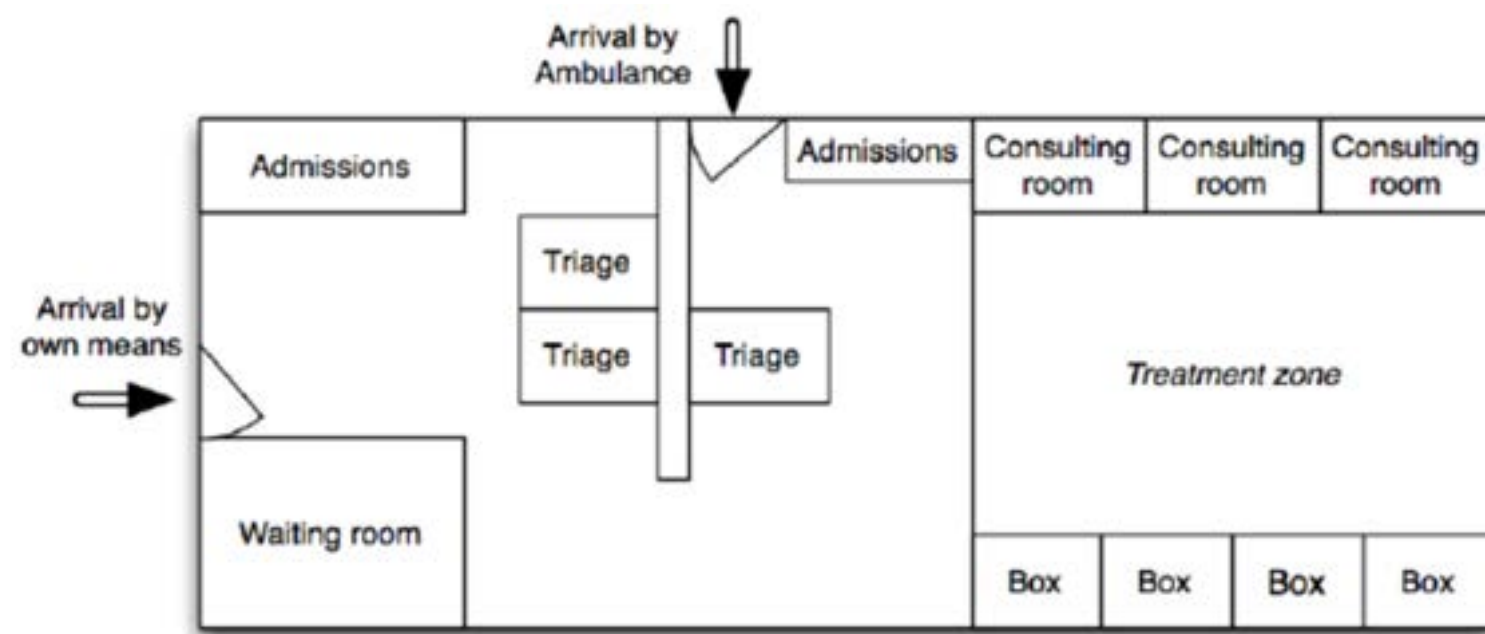 Arrival by
Ambulance
Admissions
Admissions
Consulting
room
Consulting
room
Consulting
room
Triage
Arrival by
own means
Triage
Triage
Treatment zone
Waiting room
Box
Box
Box
Box